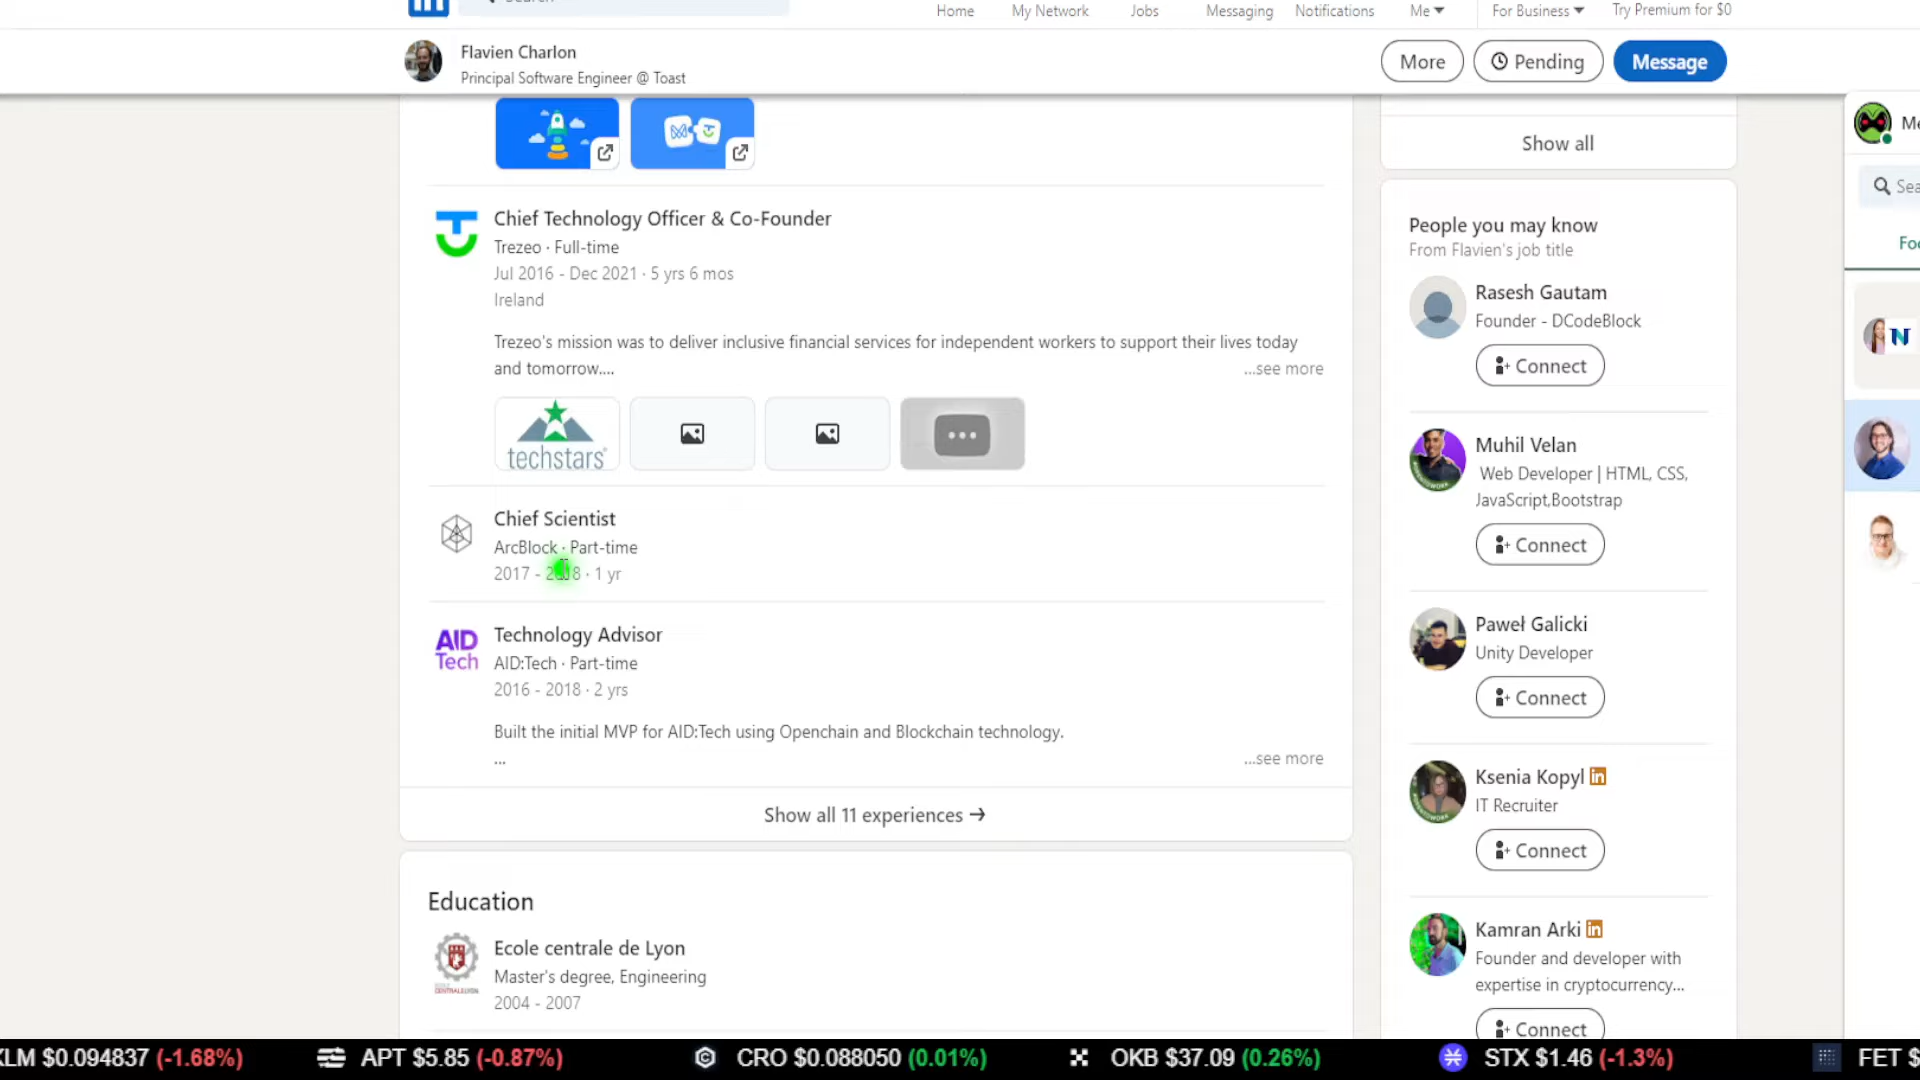 Home
My Network
Jobs
Messaging
Notifications
Me
For Business
Try Premium for $0
Flavien Charlon
Principal Software Engineer @ Toast
More
Pending
Message
Show all
Chief Technology Officer & Co-Founder
Trezeo · Full-time
Jul 2016 - Dec 2021 · 5 yrs 6 mos
Ireland
Trezeo's mission was to deliver inclusive financial services for independent workers to support their lives today
and tomorrow....
...see more
techstars
Chief Scientist
ArcBlock · Part-time
2017 - 2018 · 1 yr
AID
Tech
Technology Advisor
AID:Tech · Part-time
2016 - 2018 · 2 yrs
Built the initial MVP for AID:Tech using Openchain and Blockchain technology.
...
...see more
Show all 11 experiences →
Education
Ecole centrale de Lyon
Master's degree, Engineering
2004 - 2007
People you may know
From Flavien's job title
Rasesh Gautam
Founder - DCodeBlock
Connect
Muhil Velan
Web Developer | HTML, CSS,
JavaScript,Bootstrap
Connect
Paweł Galicki
Unity Developer
Connect
Ksenia Kopyl in
IT Recruiter
Connect
Kamran Arki in
Founder and developer with
expertise in cryptocurrency...
Connect
XLM $0.094837 (-1.68%) APT $5.85 (-0.87%) CRO $0.088050 (0.01%) OKB $37.09 (0.26%) STX $1.46 (-1.3%) FET $